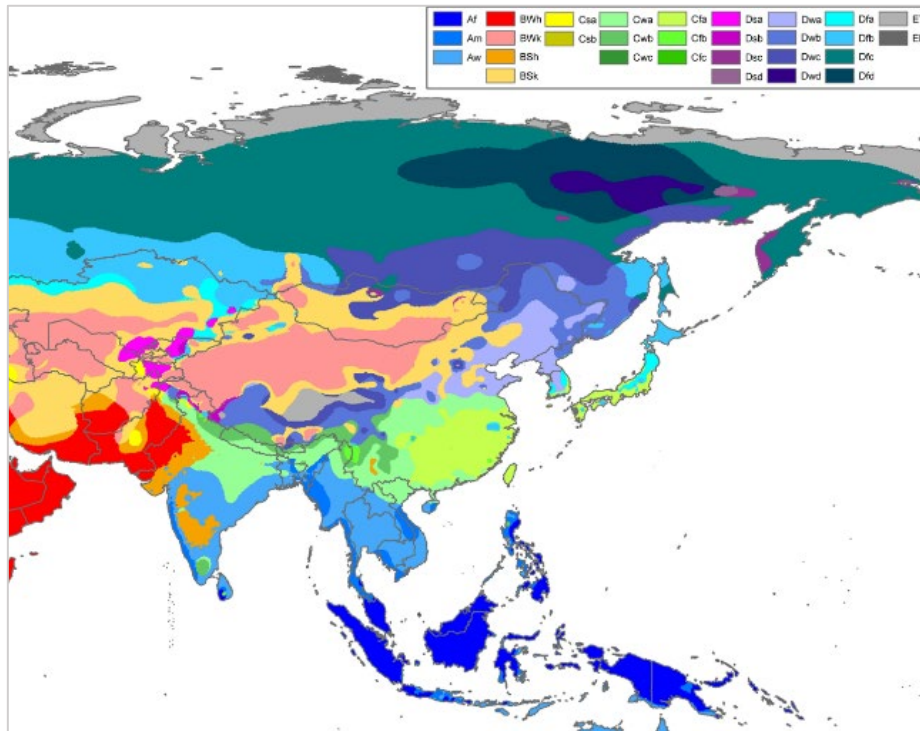 Af BWh Csa Cwa Cfa Dsa Dwa Dfa ET
Am BWk Csb Cwb Cfb Dsb Dwb Dfb
Aw BSh Cwc Cfc Dsc Dwc Dfc
BSk Dsd Dwd Dfd